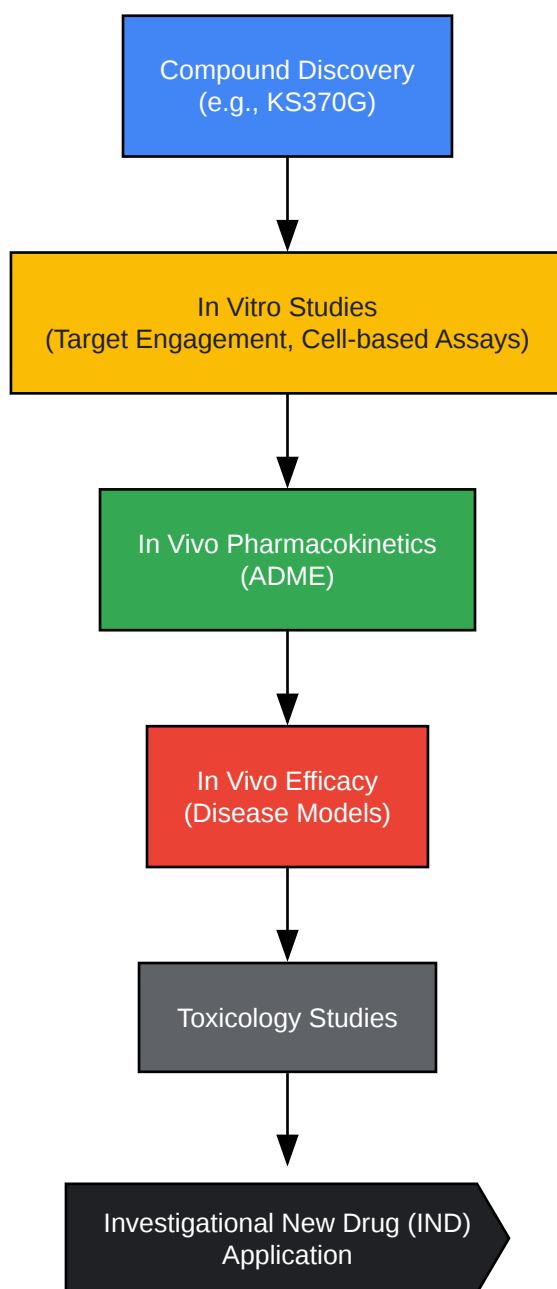 Compound Discovery
(e.g., KS370G)
In Vitro Studies
(Target Engagement, Cell-based Assays)
In Vivo Pharmacokinetics
(ADME)
In Vivo Efficacy
(Disease Models)
Toxicology Studies
Investigational New Drug (IND)
Application